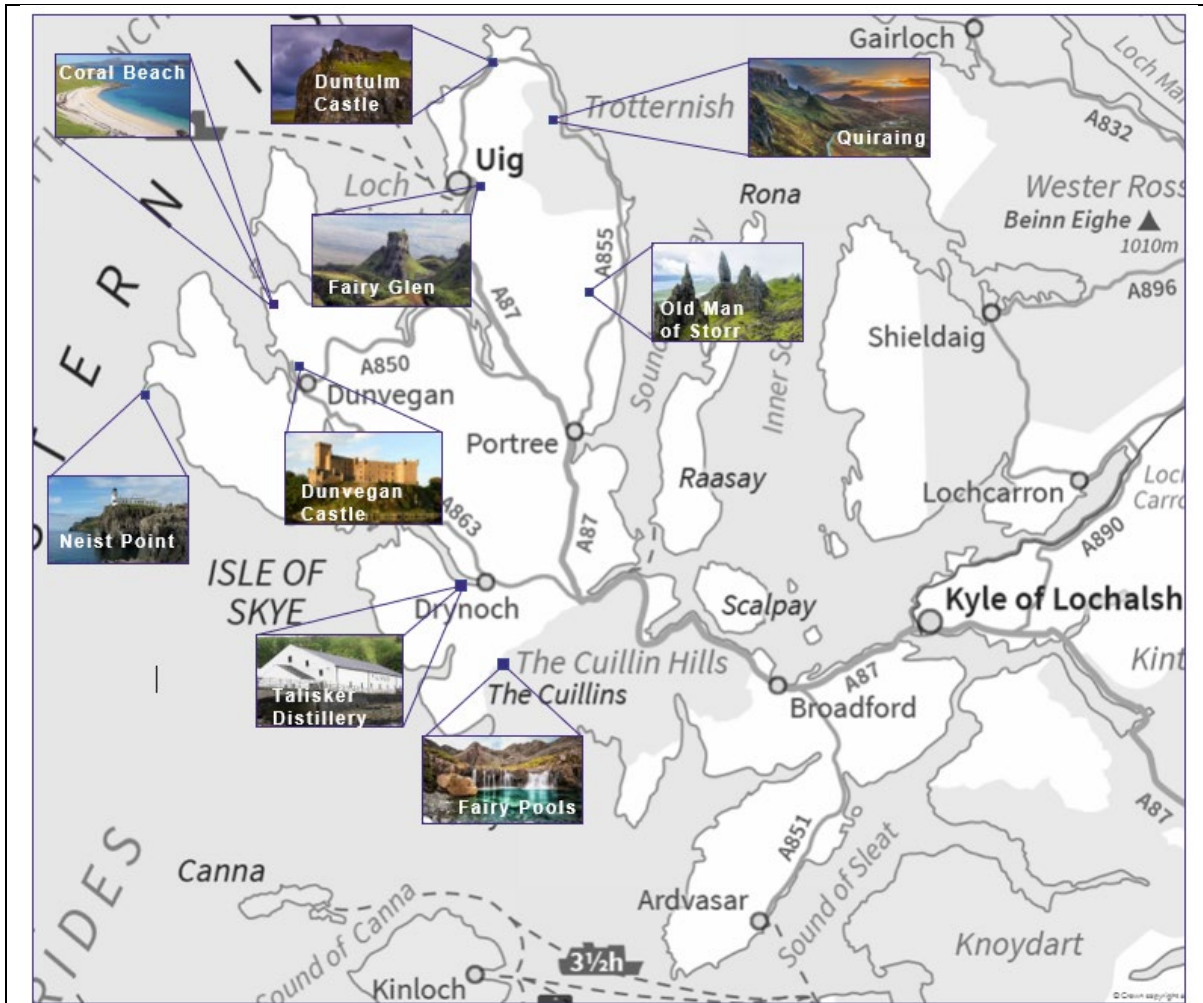 Gairloch
Loch
A832
Coral Beach
Duntulm
Castle
Trotternish
Quiraing
Uig
Loch
N
I
Rona
Wester Ross
Beinn Eighe
1010m
A855
Fairy Glen
A87
Old Man
of Storr
A896
Shieldaig
R
E
T
A850
Dunvegan
Portree
Raasay
Lochcarron
Dunvegan
Castle
Neist Point
A863
A87
A890
ISLE OF
SKYE
Drynoch
Scalpay
Kyle of Lochalsh
Talisker
Distillery
The Cuillin Hills
The Cuillins
A87
Broadford
Fairy Pools
A87
A851
Sound of Sleat
Canna
Sound of Canna
RIDES
Ardvasar
Knoydart
3½h
Kinloch